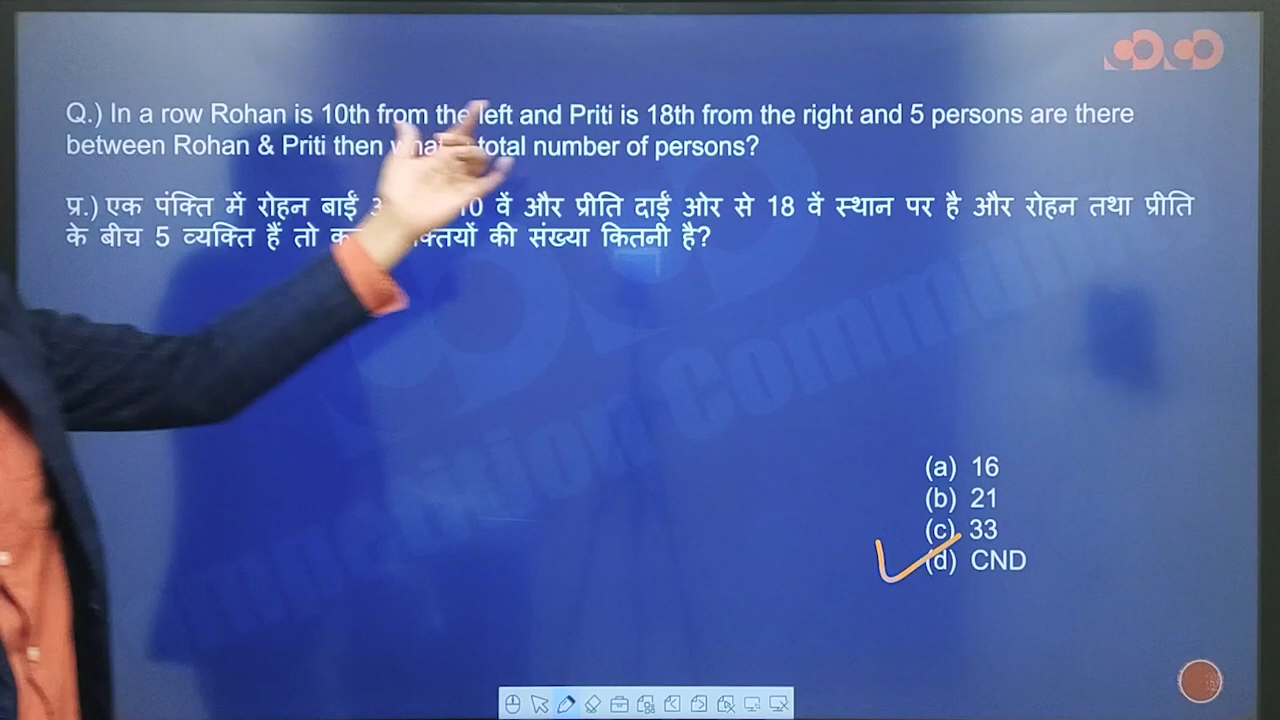 Q.) In a row Rohan is 10th from the left and Priti is 18th from the right and 5 persons are there
between Rohan & Priti then total number of persons?
प्र.) एक पंक्ति में रोहन बाईं 10 वें और प्रीति दाईं ओर से 18 वें स्थान पर है और रोहन तथा प्रीति
के बीच 5 व्यक्ति हैं तो की संख्या कितनी है?
(a) 16
(b) 21
(c) 33
(d) CND